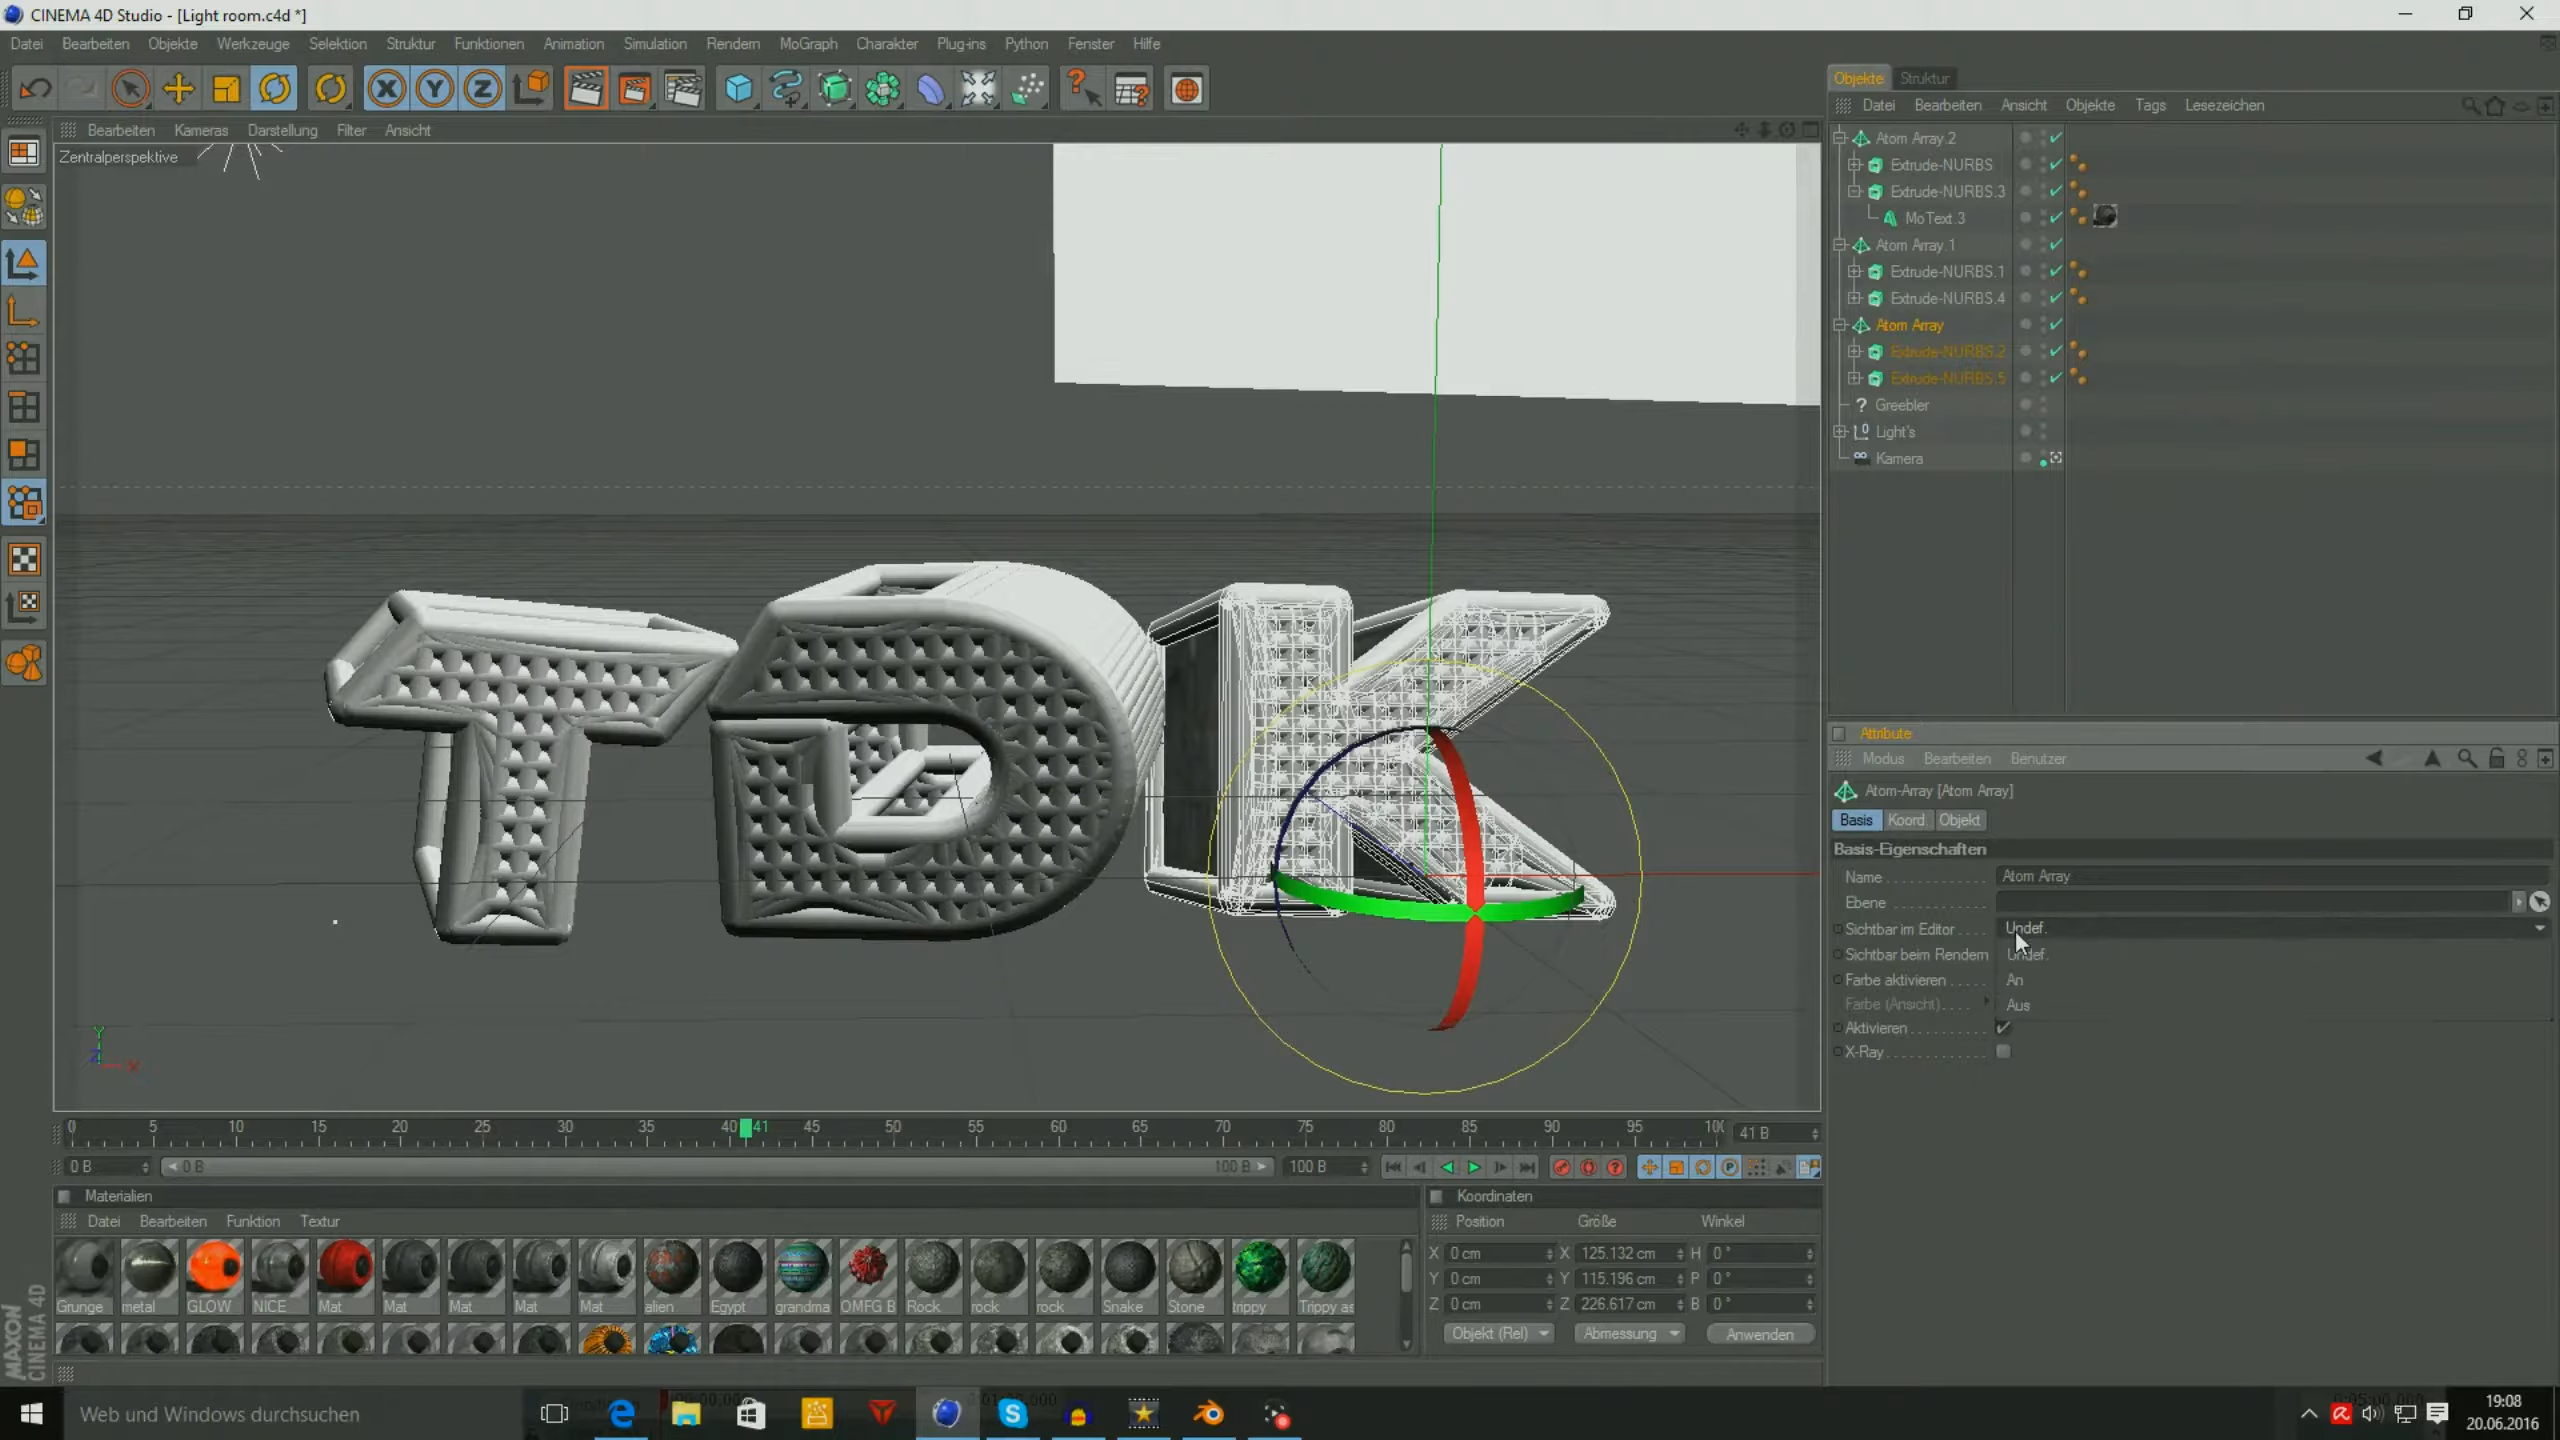 CINEMA 4D Studio - [Light room.c4d *]
Datei Bearbeiten Objekte Werkzeuge Selektion Struktur Funktionen Animation Simulation Rendern MoGraph Charakter Plug-ins Python Fenster Hilfe
X Y Z
Bearbeiten Kameras Darstellung Filter Ansicht
Zentralperspektive
TDK
Y
Z X
Objekte Struktur
Datei Bearbeiten Ansicht Objekte Tags Lesezeichen
Atom Array.2
Extrude-NURBS
Extrude-NURBS.3
MoText.3
Atom Array.1
Extrude-NURBS.1
Extrude-NURBS.4
Atom Array
Extrude-NURBS.2
Extrude-NURBS.5
Greebler
Light's
Kamera
Attribute
Modus Bearbeiten Benutzer
Atom-Array [Atom Array]
Basis Koord. Objekt
Basis-Eigenschaften
Name Atom Array
Ebene
Sichtbar im Editor Undef.
Sichtbar beim Rendern Undef.
Farbe aktivieren An
Farbe (Ansicht) Aus
Aktivieren
X-Ray
0 5 10 15 20 25 30 35 40 41 45 50 55 60 65 70 75 80 85 90 95 100 41 B
0 B 0 B 100 B 100 B
Materialien
Datei Bearbeiten Funktion Textur
Grunge metal GLOW NICE Mat Mat Mat Mat Mat alien Egypt grandma OMFG B Rock. rock rock Snake Stone trippy Trippy as
Koordinaten
Position Größe Winkel
X 0 cm X 125.132 cm H 0 °
Y 0 cm Y 115.196 cm P 0 °
Z 0 cm Z 226.617 cm B 0 °
Objekt (Rel) Abmessung Anwenden
MAXON
CINEMA 4D
Web und Windows durchsuchen
19:08
20.06.2016